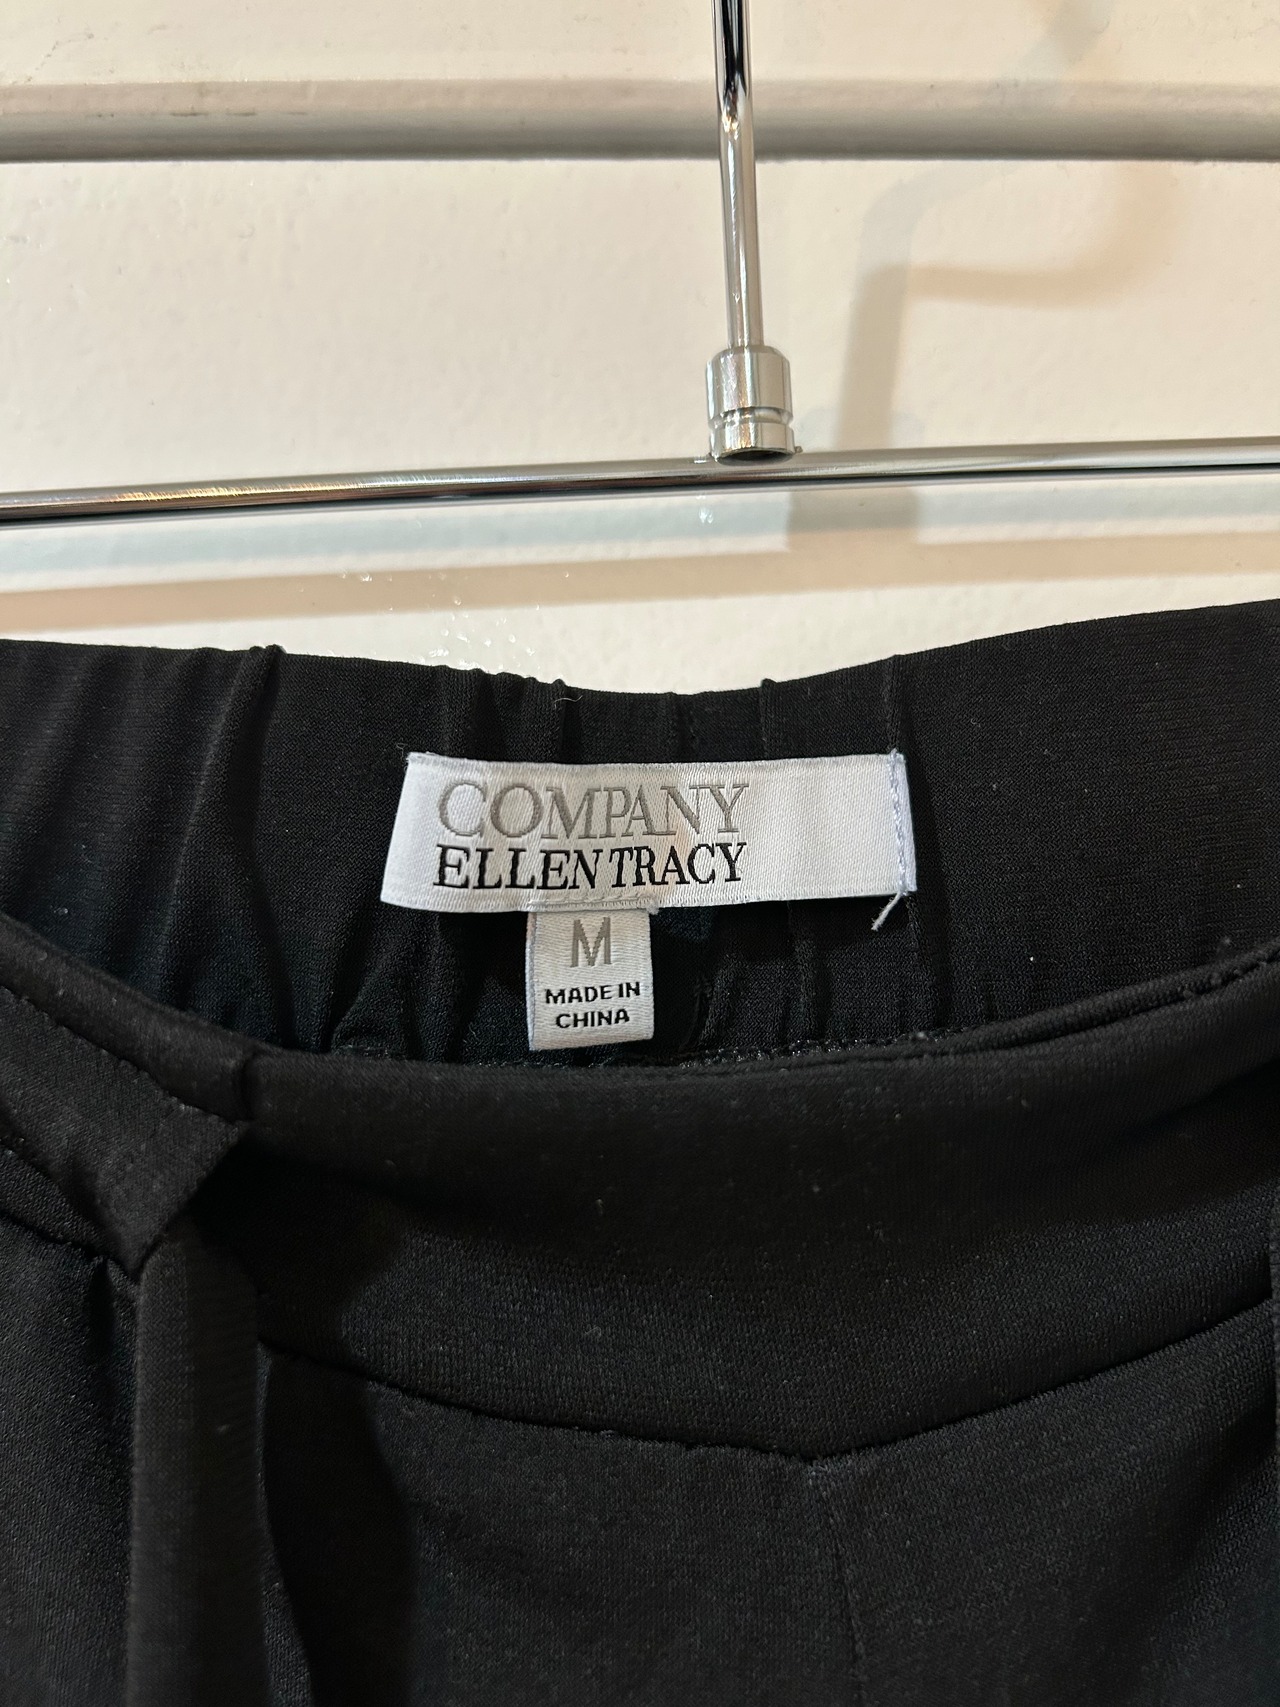 COMPANY
ELLEN TRACY
M
MADE IN
CHINA